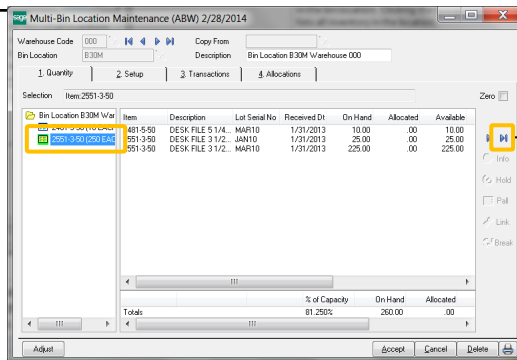 sage Multi-Bin Location Maintenance (ABW) 2/28/2014
Warehouse Code 000 Copy From
Bin Location B30M Description Bin Location B30M Warehouse 000
1. Quantity 2. Setup 3. Transactions 4. Allocations
Selection Item:2551-3-50 Zero
Bin Location B30M War Item Description Lot Serial No Received Dt On Hand Allocated Available
481-5-50 DESK FILE 5 1/4... MAR10 1/31/2013 10.00 .00 10.00
2551-3-50 (250 EAC 551-3-50 DESK FILE 3 1/2... JAN10 1/31/2013 25.00 .00 25.00
551-3-50 DESK FILE 3 1/2... MAR10 1/31/2013 225.00 .00 225.00
Info
Hold
Pall
Link
Break
% of Capacity On Hand Allocated
Totals 81.250% 260.00 .00
Adjust Accept Cancel Delete